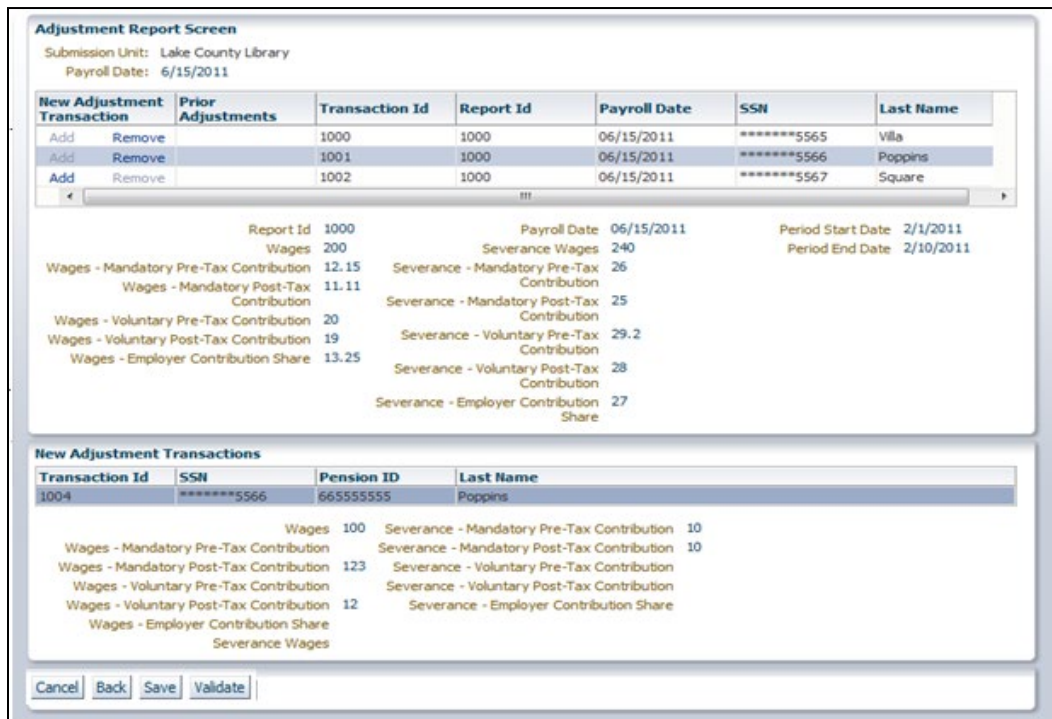 Adjustment Report Screen
Submission Unit: Lake County Library
Payroll Date: 6/15/2011
New Adjustment Transaction Prior Adjustments Transaction Id Report Id Payroll Date SSN Last Name
Add Remove 1000 1000 06/15/2011 *******5565 Villa
Add Remove 1001 1000 06/15/2011 *******5566 Poppins
Add Remove 1002 1000 06/15/2011 *******5567 Square
Report Id 1000 Payroll Date 06/15/2011 Period Start Date 2/1/2011
Wages 200 Severance Wages 240 Period End Date 2/10/2011
Wages - Mandatory Pre-Tax Contribution 12.15 Severance - Mandatory Pre-Tax Contribution 26
Wages - Mandatory Post-Tax Contribution 11.11 Severance - Mandatory Post-Tax Contribution 25
Wages - Voluntary Pre-Tax Contribution 20 Severance - Voluntary Pre-Tax Contribution 29.2
Wages - Voluntary Post-Tax Contribution 19 Severance - Voluntary Post-Tax Contribution 28
Wages - Employer Contribution Share 13.25 Severance - Employer Contribution Share 27
New Adjustment Transactions
Transaction Id SSN Pension ID Last Name
1004 *******5566 665555555 Poppins
Wages 100 Severance - Mandatory Pre-Tax Contribution 10
Wages - Mandatory Pre-Tax Contribution Severance - Mandatory Post-Tax Contribution 10
Wages - Mandatory Post-Tax Contribution 123 Severance - Voluntary Pre-Tax Contribution
Wages - Voluntary Pre-Tax Contribution Severance - Voluntary Post-Tax Contribution
Wages - Voluntary Post-Tax Contribution 12 Severance - Employer Contribution Share
Wages - Employer Contribution Share
Severance Wages
Cancel Back Save Validate